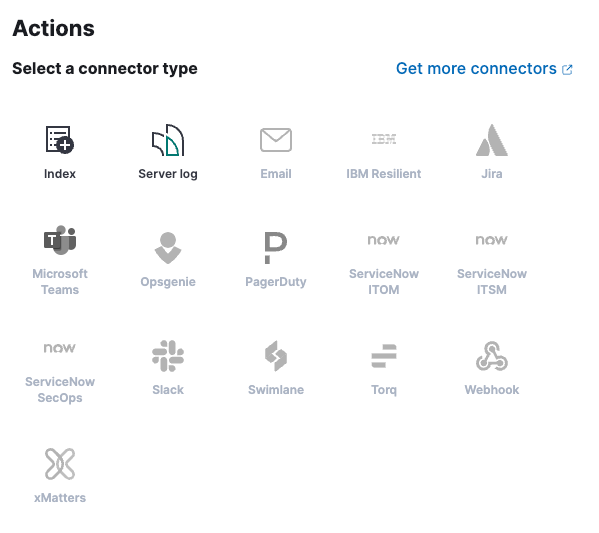 Actions
Select a connector type
Get more connectors
Index
Server log
Email
IBM
IBM Resilient
Jira
T
Microsoft
Teams
Opsgenie
P
PagerDuty
now
ServiceNow
ITOM
now
ServiceNow
ITSM
now
ServiceNow
SecOps
Slack
Swimlane
Torq
Webhook
xMatters